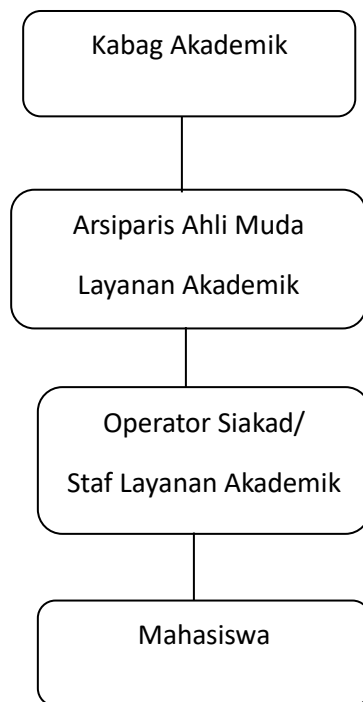 Kabag Akademik
Arsiparis Ahli Muda
Layanan Akademik
Operator Siakad/
Staf Layanan Akademik
Mahasiswa